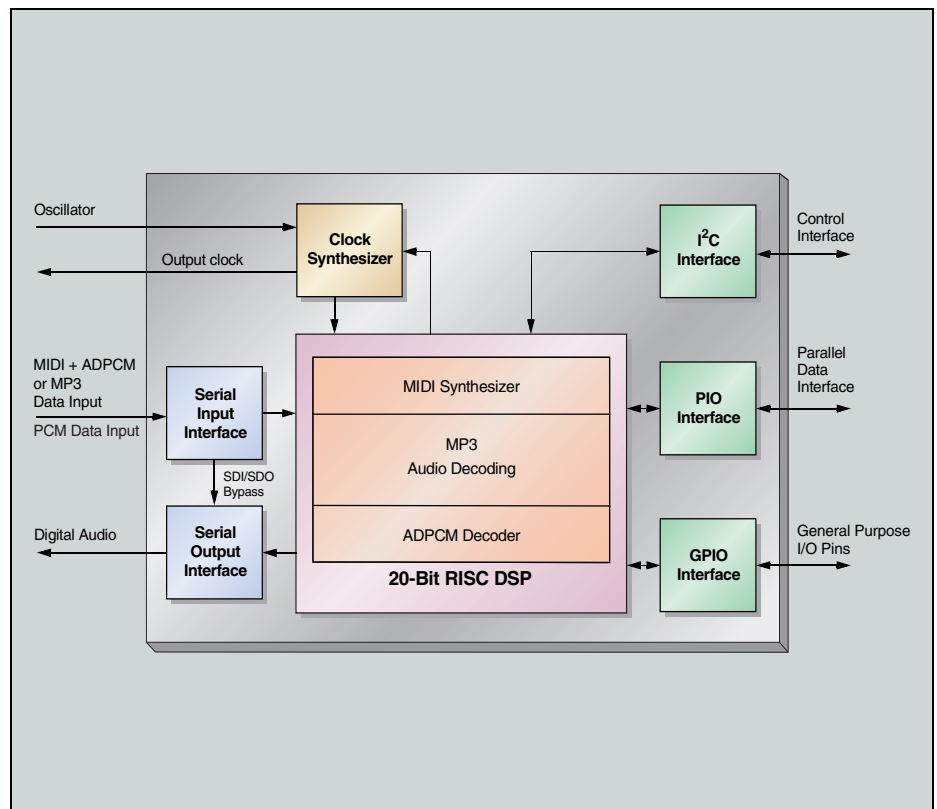 Oscillator
Output clock
Clock
Synthesizer
I²C
Interface
Control
Interface
MIDI + ADPCM
or MP3
Data Input
PCM Data Input
Serial
Input
Interface
SDI/SDO
Bypass
MIDI Synthesizer
MP3
Audio Decoding
ADPCM Decoder
20-Bit RISC DSP
PIO
Interface
Parallel
Data
Interface
Digital Audio
Serial
Output
Interface
GPIO
Interface
General Purpose
I/O Pins